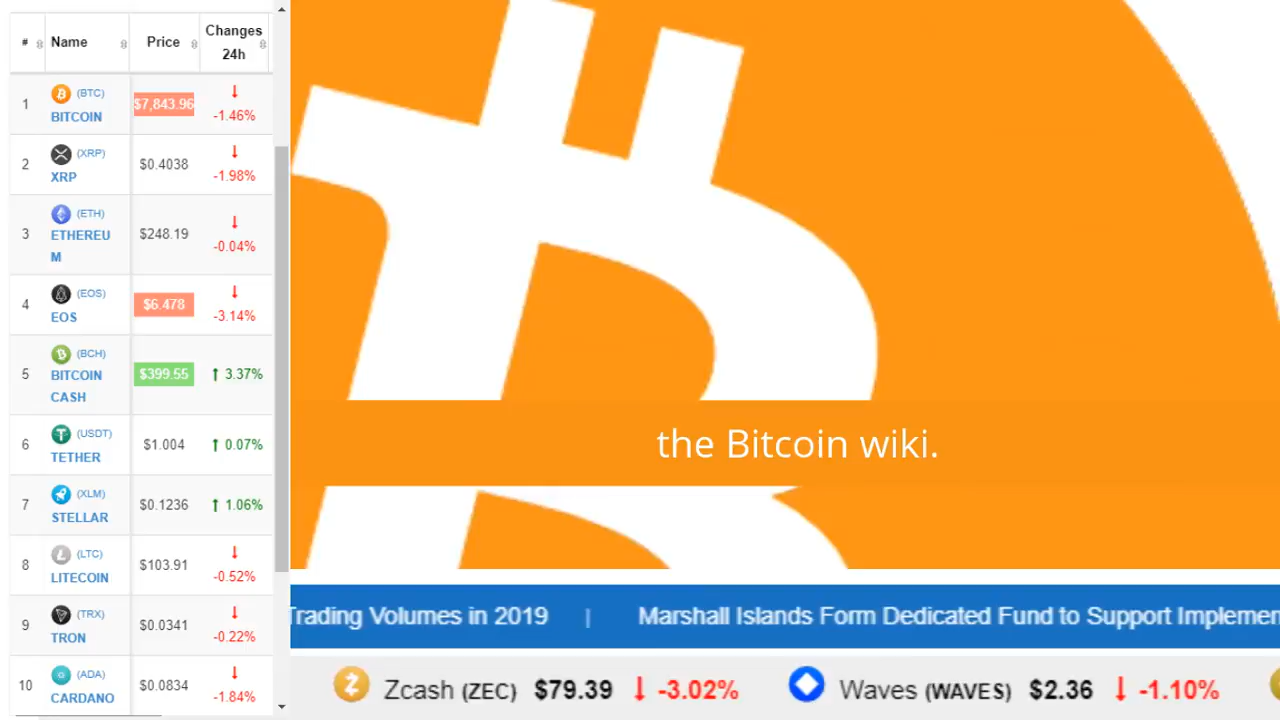 # Name Price Changes 24h
1 (BTC) BITCOIN $7,843.96 ↓ -1.46%
2 (XRP) XRP $0.4038 ↓ -1.98%
3 (ETH) ETHEREUM $248.19 ↓ -0.04%
4 (EOS) EOS $6.478 ↓ -3.14%
5 (BCH) BITCOIN CASH $399.55 ↑ 3.37%
6 (USDT) TETHER $1.004 ↑ 0.07%
7 (XLM) STELLAR $0.1236 ↑ 1.06%
8 (LTC) LITECOIN $103.91 ↓ -0.52%
9 (TRX) TRON $0.0341 ↓ -0.22%
10 (ADA) CARDANO $0.0834 ↓ -1.84%
the Bitcoin wiki.
Trading Volumes in 2019 | Marshall Islands Form Dedicated Fund to Support Implemen
Zcash (ZEC) $79.39 ↓ -3.02% Waves (WAVES) $2.36 ↓ -1.10%